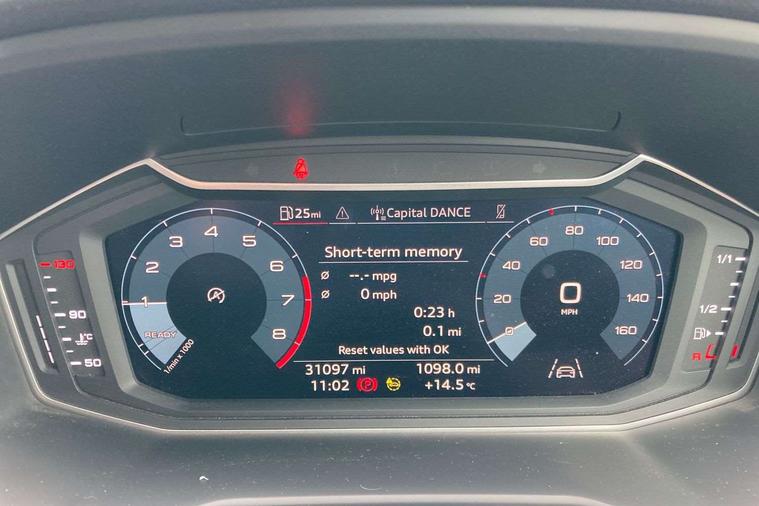 25mi
Capital DANCE
Short-term memory
Ø --.- mpg
Ø 0 mph
0:23 h
0.1 mi
Reset values with OK
31097 mi 1098.0 mi
11:02 (P) +14.5 °C
1 2 3 4 5 6 7 8
READY
1/min x 1000
A
0 20 40 60 80 100 120 140 160
0
MPH
130
90
°C
50
1/1
1/2
R